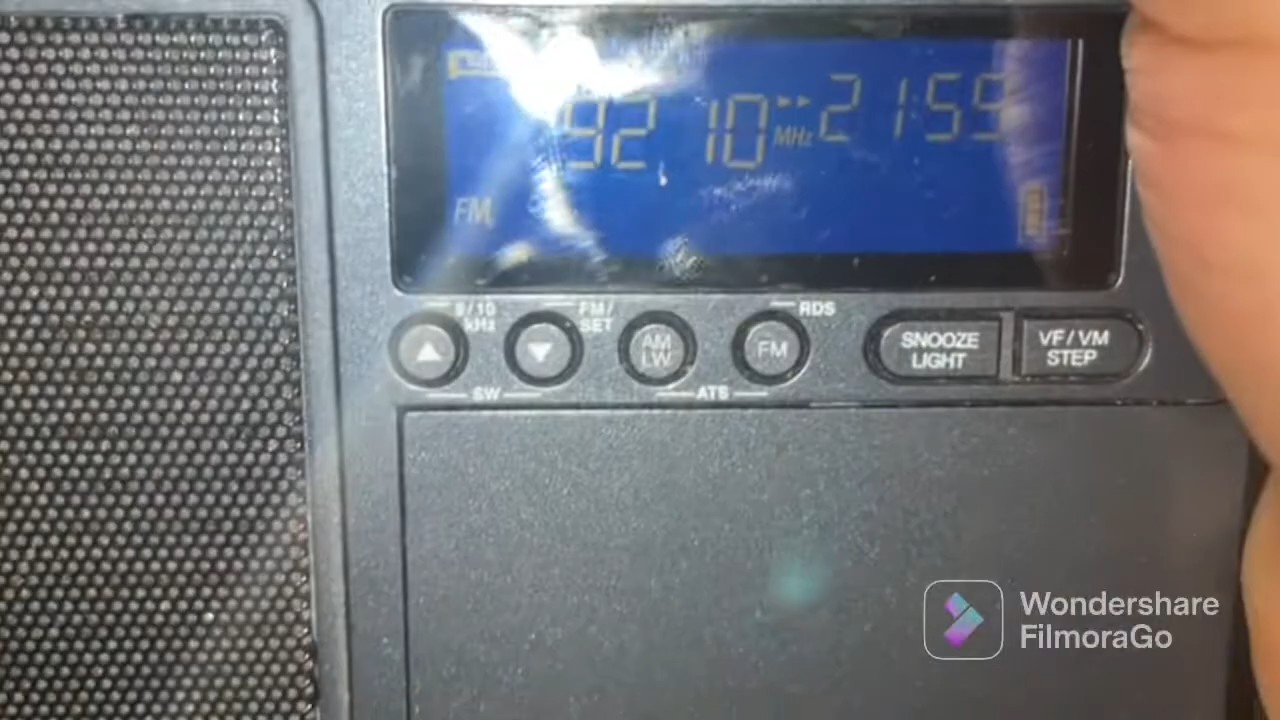 92 10 MHz 21:59
FM
9/10 kHz
FM/ SET
AM LW
FM
RDS
SNOOZE
LIGHT
VF/VM
STEP
SW
ATS
Wondershare
FilmoraGo